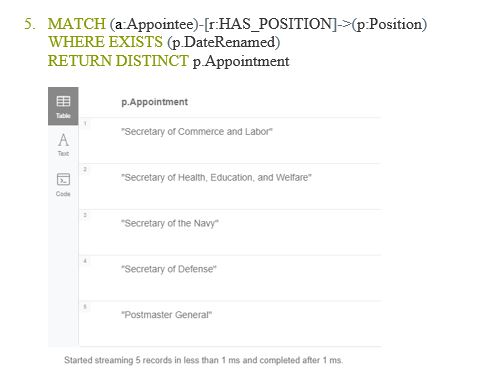 5. MATCH (a:Appointee)-[r:HAS_POSITION]->(p:Position)
WHERE EXISTS (p.DateRenamed)
RETURN DISTINCT p.Appointment
Table
p.Appointment
1
"Secretary of Commerce and Labor"
A
Text
2
"Secretary of Health, Education, and Welfare"
Code
3
"Secretary of the Navy"
4
"Secretary of Defense"
5
"Postmaster General"
Started streaming 5 records in less than 1 ms and completed after 1 ms.